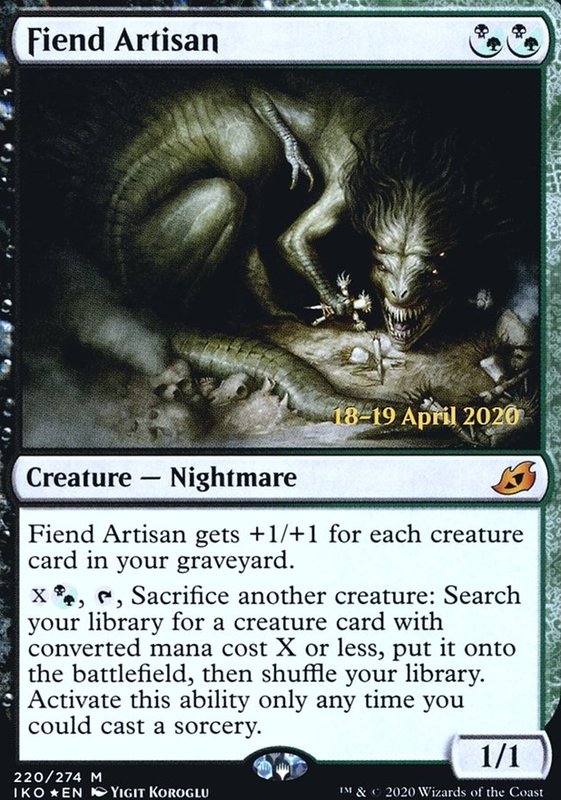 Fiend Artisan
18–19 April 2020
Creature — Nightmare
Fiend Artisan gets +1/+1 for each creature
card in your graveyard.
X , , Sacrifice another creature: Search
your library for a creature card with
converted mana cost X or less, put it onto
the battlefield, then shuffle your library.
Activate this ability only any time you
could cast a sorcery.
1/1
220/274 M
IKO ★ EN Yigit Koroglu
™ & © 2020 Wizards of the Coast